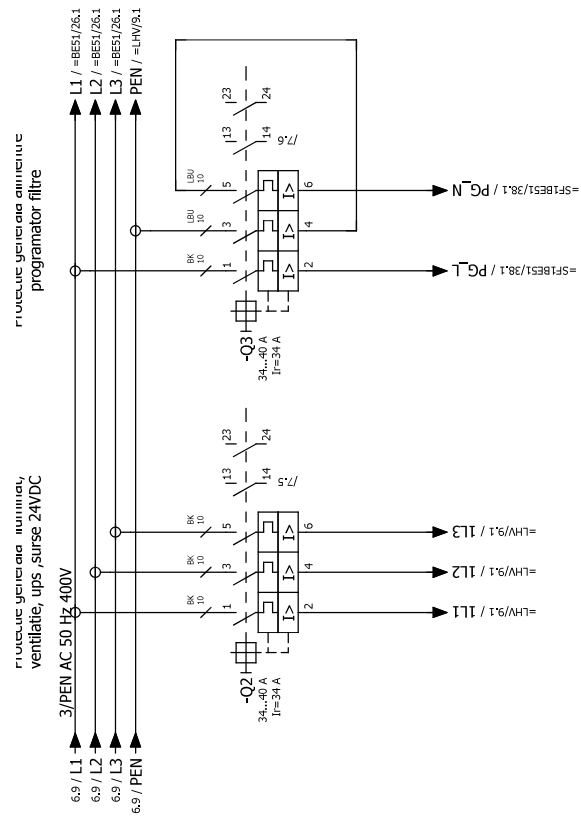 programator filtre
L1 / =BE51/26.1
L2 / =BE51/26.1
L3 / =BE51/26.1
PEN / =LHV/9.1
23
24
13
14
/7.6
LBU
10
5
6
LBU
10
3
4
BK
10
1
2
I>
I>
I>
=SF1BE51/38.1 / PG_N
=SF1BE51/38.1 / PG_L
-Q3
34...40 A
Ir=34 A
ventilatie, ups ,surse 24VDC
3/PEN AC 50 Hz 400V
23
24
13
14
/7.5
BK
10
5
6
BK
10
3
4
BK
10
1
2
I>
I>
I>
=LHV/9.1 / 1L3
=LHV/9.1 / 1L2
=LHV/9.1 / 1L1
-Q2
34...40 A
Ir=34 A
6.9 / L1
6.9 / L2
6.9 / L3
6.9 / PEN